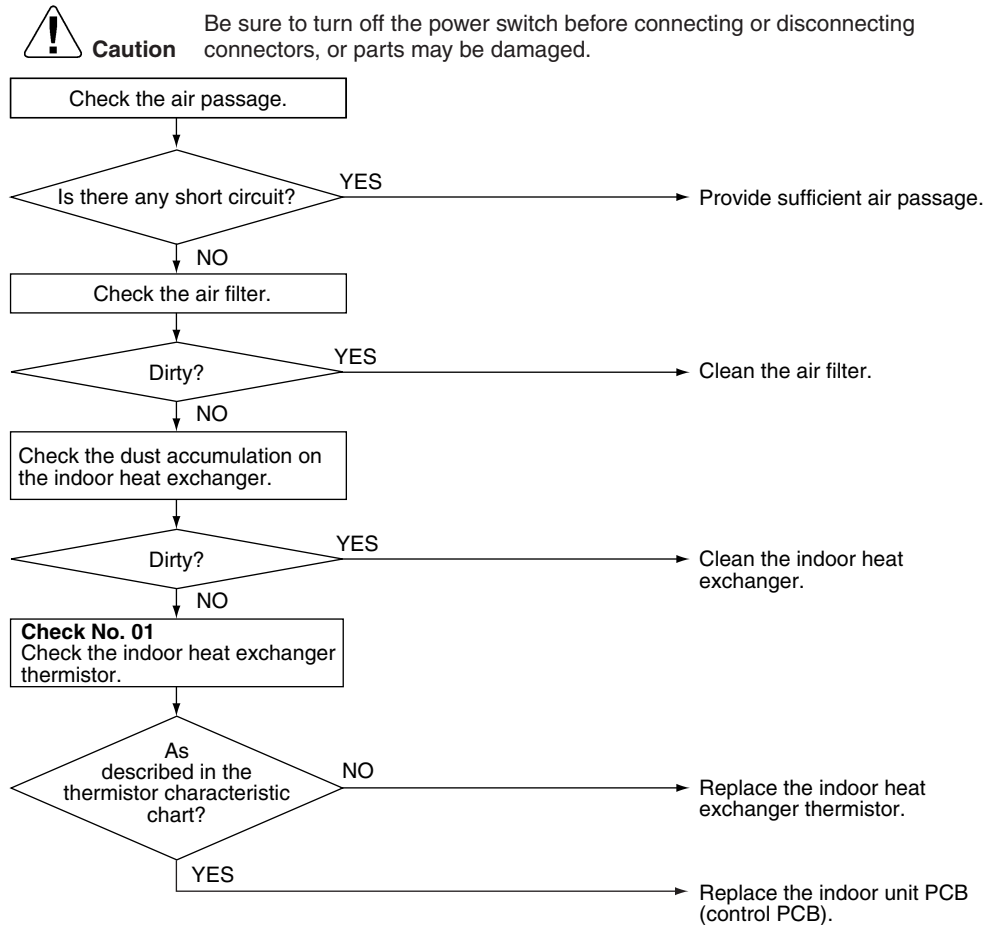 Caution
Be sure to turn off the power switch before connecting or disconnecting
connectors, or parts may be damaged.
Check the air passage.
Is there any short circuit?
YES
Provide sufficient air passage.
NO
Check the air filter.
Dirty?
YES
Clean the air filter.
NO
Check the dust accumulation on
the indoor heat exchanger.
Dirty?
YES
Clean the indoor heat
exchanger.
NO
Check No. 01
Check the indoor heat exchanger
thermistor.
As
described in the
thermistor characteristic
chart?
NO
Replace the indoor heat
exchanger thermistor.
YES
Replace the indoor unit PCB
(control PCB).